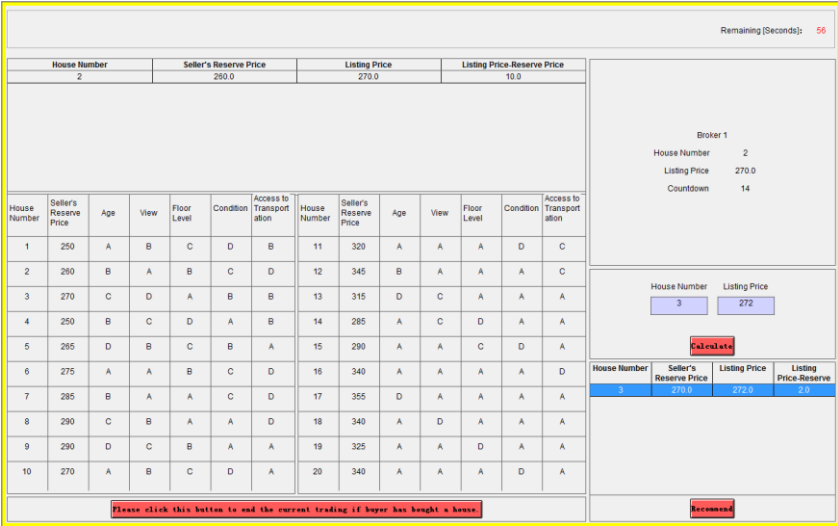 Remaining [Seconds]: 56
House Number Seller's Reserve Price Listing Price Listing Price-Reserve Price
2 260.0 270.0 10.0
Broker 1
House Number 2
Listing Price 270.0
Countdown 14
House Number Seller's Reserve Price Age View Floor Level Condition Access to Transport ation House Number Seller's Reserve Price Age View Floor Level Condition Access to Transport ation
1 250 A B C D B 11 320 A A A D C
2 260 B A B C D 12 345 B A A A C
3 270 C D A B B 13 315 D C A A A
4 250 B C D A B 14 285 A C D A A
5 265 D B C B A 15 290 A A C D A
6 275 A A B C D 16 340 A A A A D
7 285 B A A C D 17 355 D A A A A
8 290 C B A A D 18 340 A D A A A
9 290 D C B A A 19 325 A A D A A
10 270 A B C D A 20 340 A A A D A
House Number Listing Price
3 272
Calculate
House Number Seller's Reserve Price Listing Price Listing Price-Reserve
3 270.0 272.0 2.0
Please click this button to end the current trading if buyer has bought a house.
Recommend